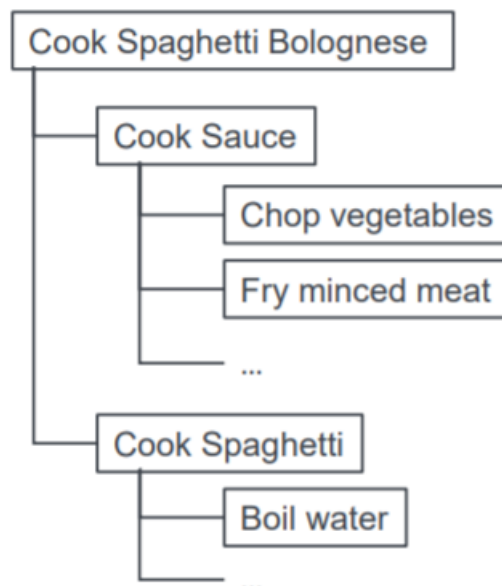 Cook Spaghetti Bolognese
Cook Sauce
Chop vegetables
Fry minced meat
...
Cook Spaghetti
Boil water
...